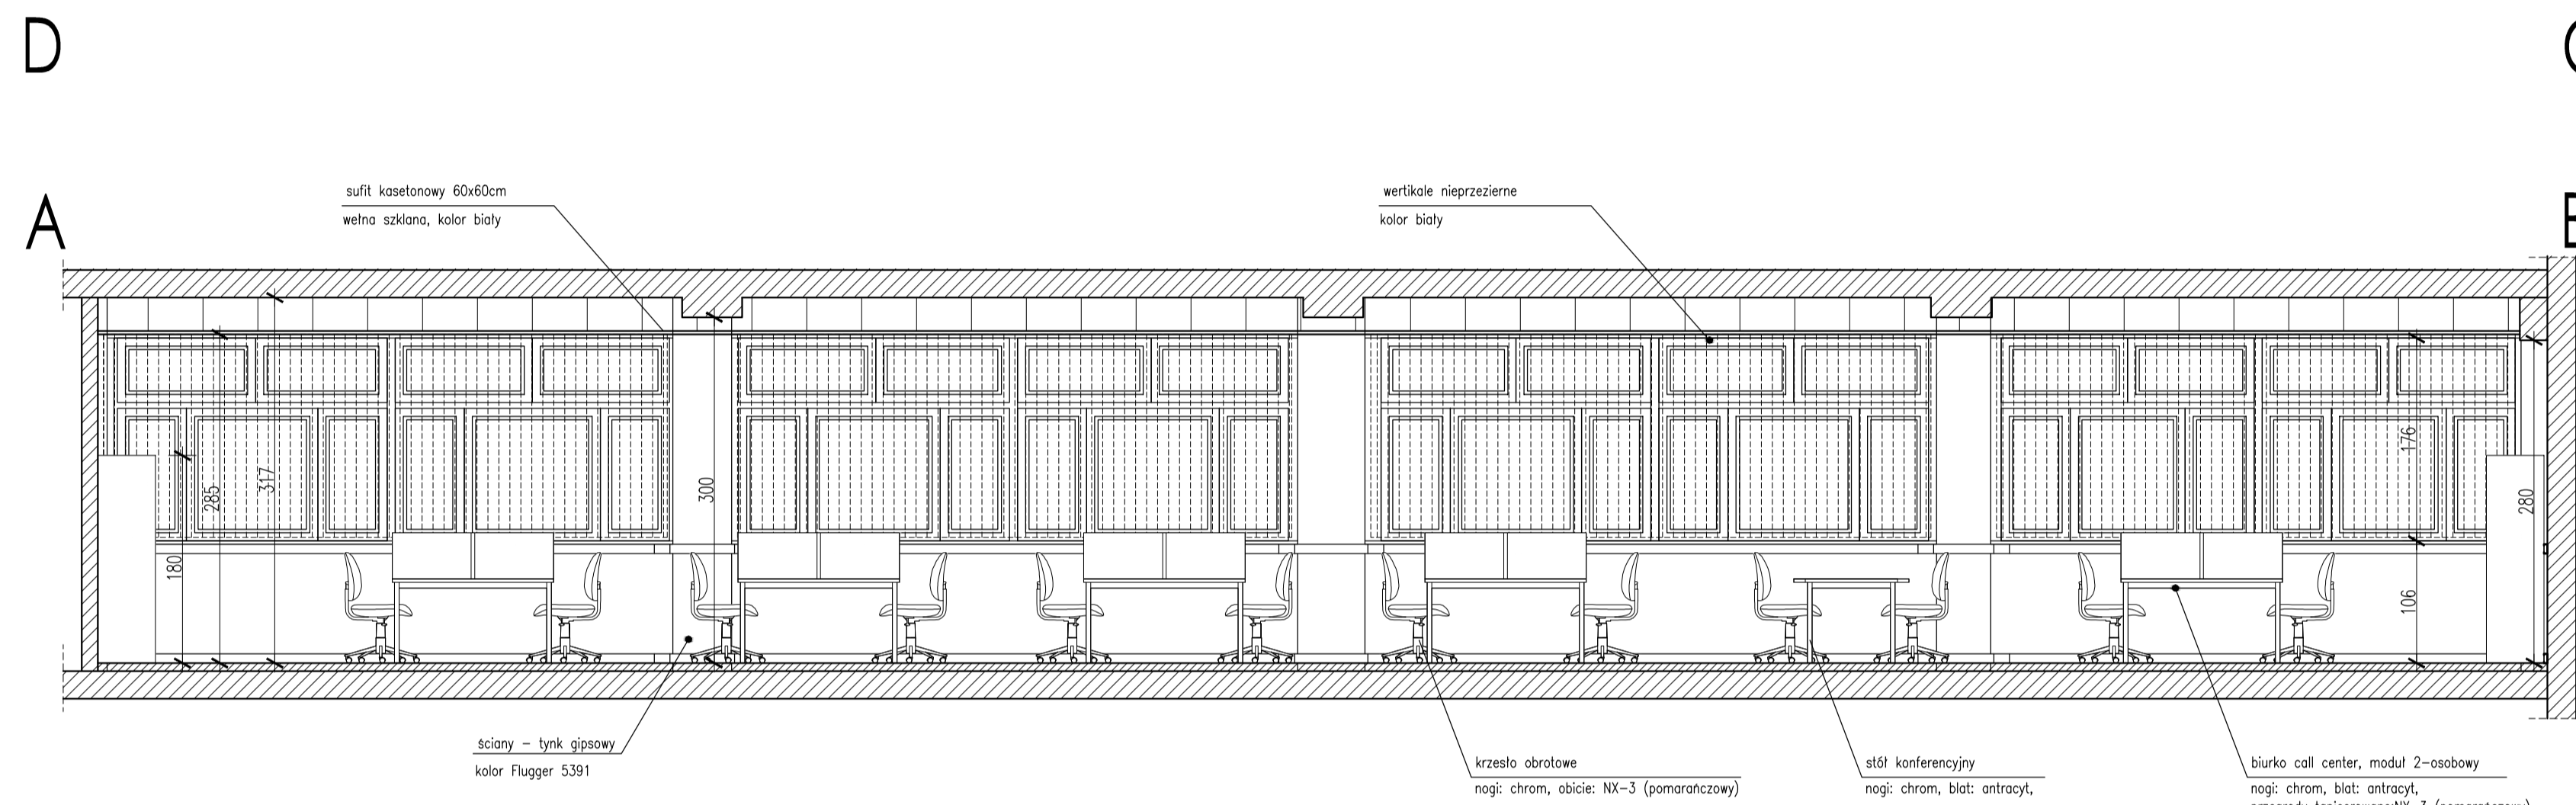 D
A
sufit kasetonowy 60x60cm
wełna szklana, kolor biały
wertikale nieprzezierne
kolor biały
180
285
317
300
176
106
280
ściany – tynk gipsowy
kolor Flugger 5391
krzesło obrotowe
nogi: chrom, obicie: NX–3 (pomarańczowy)
stół konferencyjny
nogi: chrom, blat: antracyt,
biurko call center, moduł 2–osobowy
nogi: chrom, blat: antracyt,